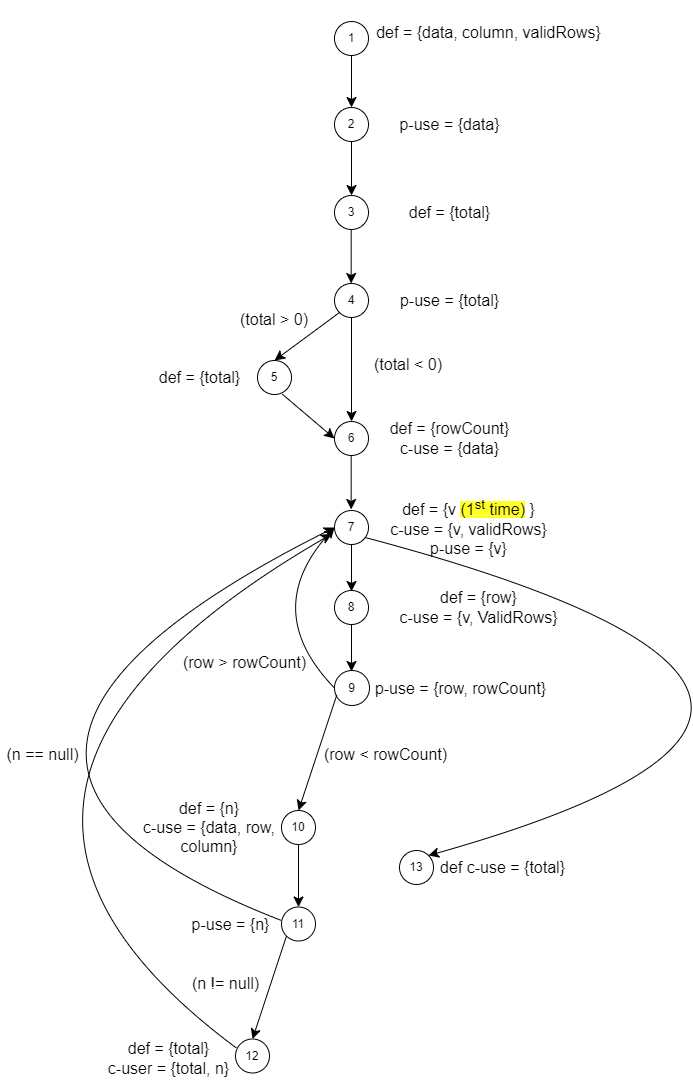 1
def = {data, column, validRows}
2
p-use = {data}
3
def = {total}
4
p-use = {total}
(total > 0)
(total < 0)
def = {total}
5
6
def = {rowCount}
c-use = {data}
7
def = {v (1st time) }
c-use = {v, validRows}
p-use = {v}
8
def = {row}
c-use = {v, ValidRows}
(row > rowCount)
9
p-use = {row, rowCount}
(n == null)
(row < rowCount)
def = {n}
c-use = {data, row,
column}
10
13
def c-use = {total}
p-use = {n}
11
(n != null)
def = {total}
c-user = {total, n}
12